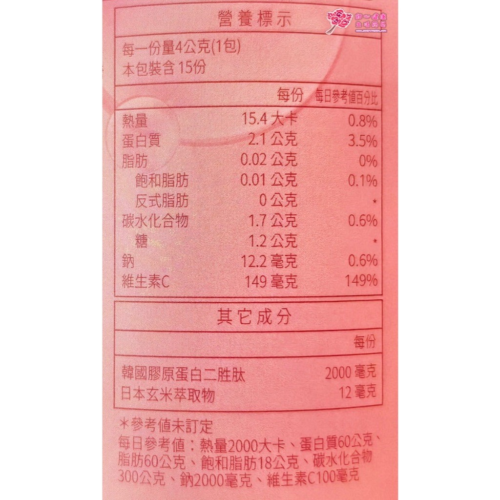 營養標示
每一份量4公克(1包)
本包裝含 15份
每份 每日參考值百分比
熱量 15.4 大卡 0.8%
蛋白質 2.1 公克 3.5%
脂肪 0.02 公克 0%
飽和脂肪 0.01 公克 0.1%
反式脂肪 0 公克 *
碳水化合物 1.7 公克 0.6%
糖 1.2 公克 *
鈉 12.2 毫克 0.6%
維生素C 149 毫克 149%
其它成分
每份
韓國膠原蛋白二胜肽 2000 毫克
日本玄米萃取物 12 毫克
＊參考值未訂定
每日參考值：熱量2000大卡、蛋白質60公克、
脂肪60公克、飽和脂肪18公克、碳水化合物
300公克、鈉2000毫克、維生素C100毫克